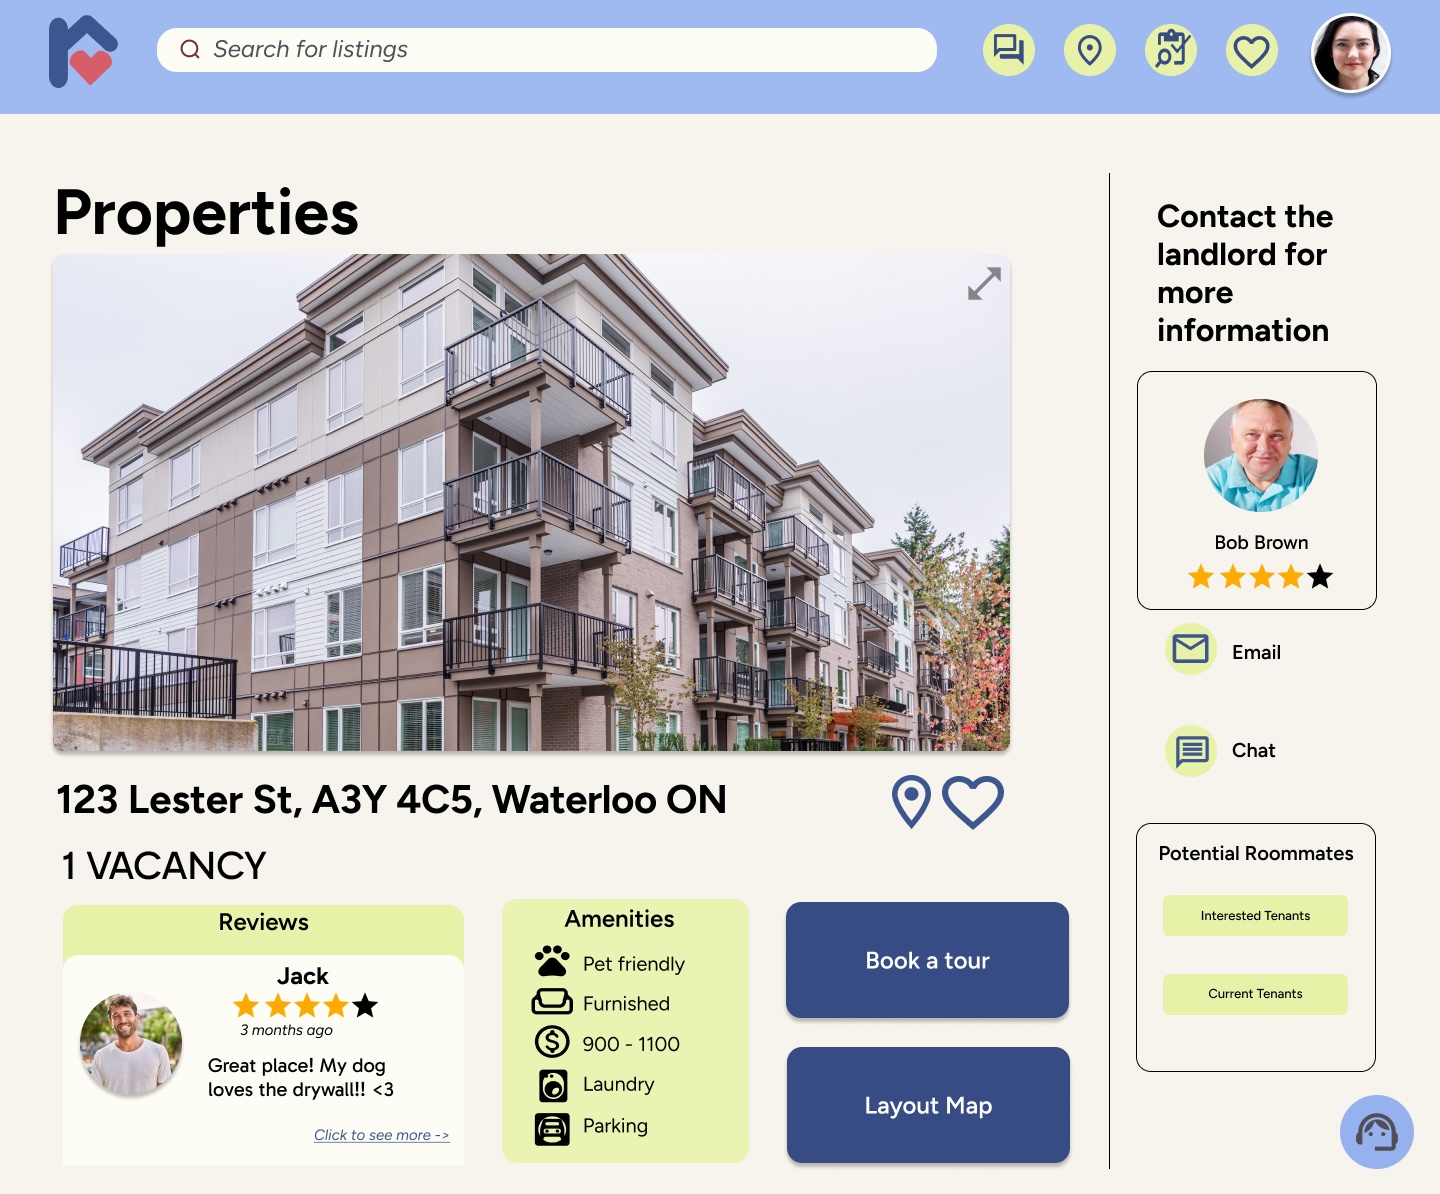 Search for listings
Properties
123 Lester St, A3Y 4C5, Waterloo ON
1 VACANCY
Reviews
Jack
3 months ago
Great place! My dog
loves the drywall!! <3
Click to see more ->
Amenities
Pet friendly
Furnished
900 - 1100
Laundry
Parking
Book a tour
Layout Map
Contact the
landlord for
more
information
Bob Brown
Email
Chat
Potential Roommates
Interested Tenants
Current Tenants